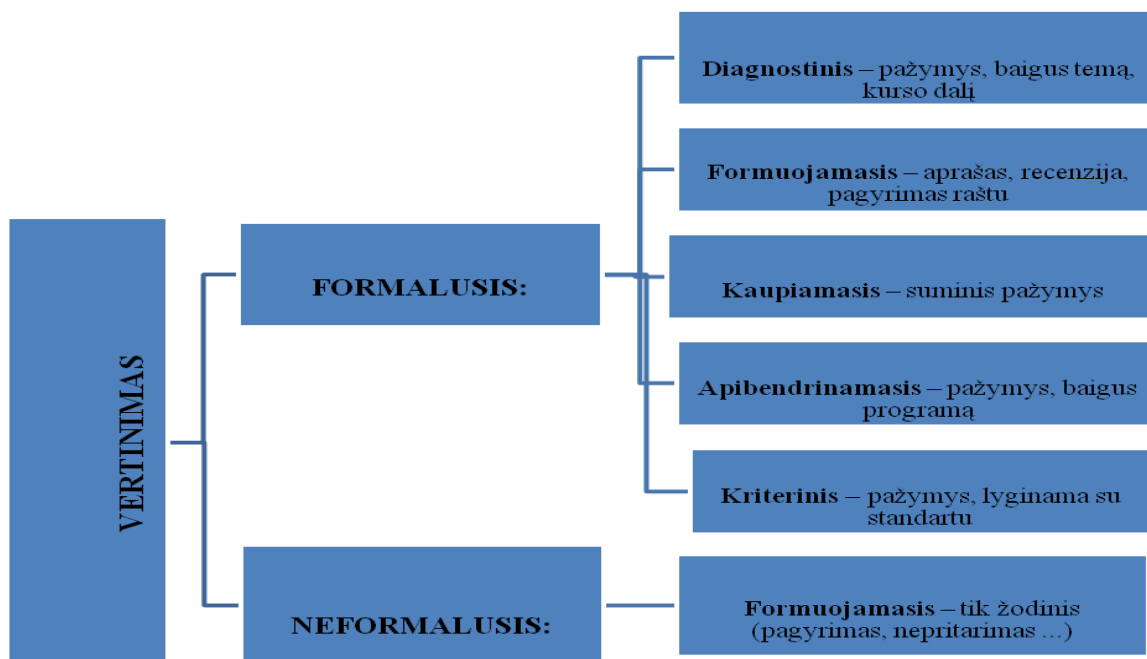 VERTINIMAS
FORMALUSIS:
Diagnostinis – pažymys, baigus temą,
kurso dalį
Formuojamasis – aprašas, recenzija,
pagyrimas raštu
Kaupiamasis – suminis pažymys
Apibendrinamasis – pažymys, baigus
programą
Kriterinis – pažymys, lyginama su
standartu
NEFORMALUSIS:
Formuojamasis – tik žodinis
(pagyrimas, nepritarimas ...)